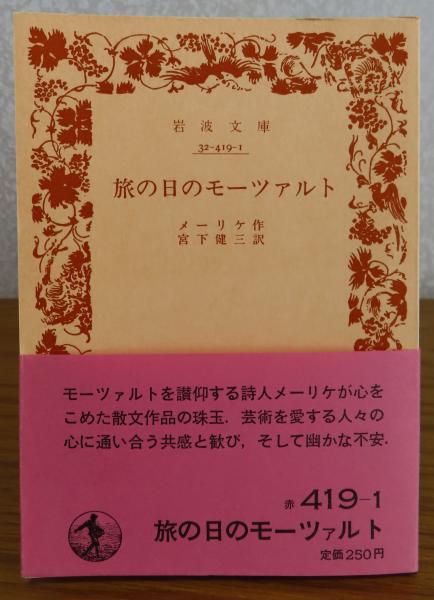 岩波文庫
32-419-1
旅の日のモーツァルト
メーリケ作
宮下健三訳
モーツァルトを讃仰する詩人メーリケが心を
こめた散文作品の珠玉．芸術を愛する人々の
心に通い合う共感と歓び，そして幽かな不安．
赤 419-1
旅の日のモーツァルト
定価250円